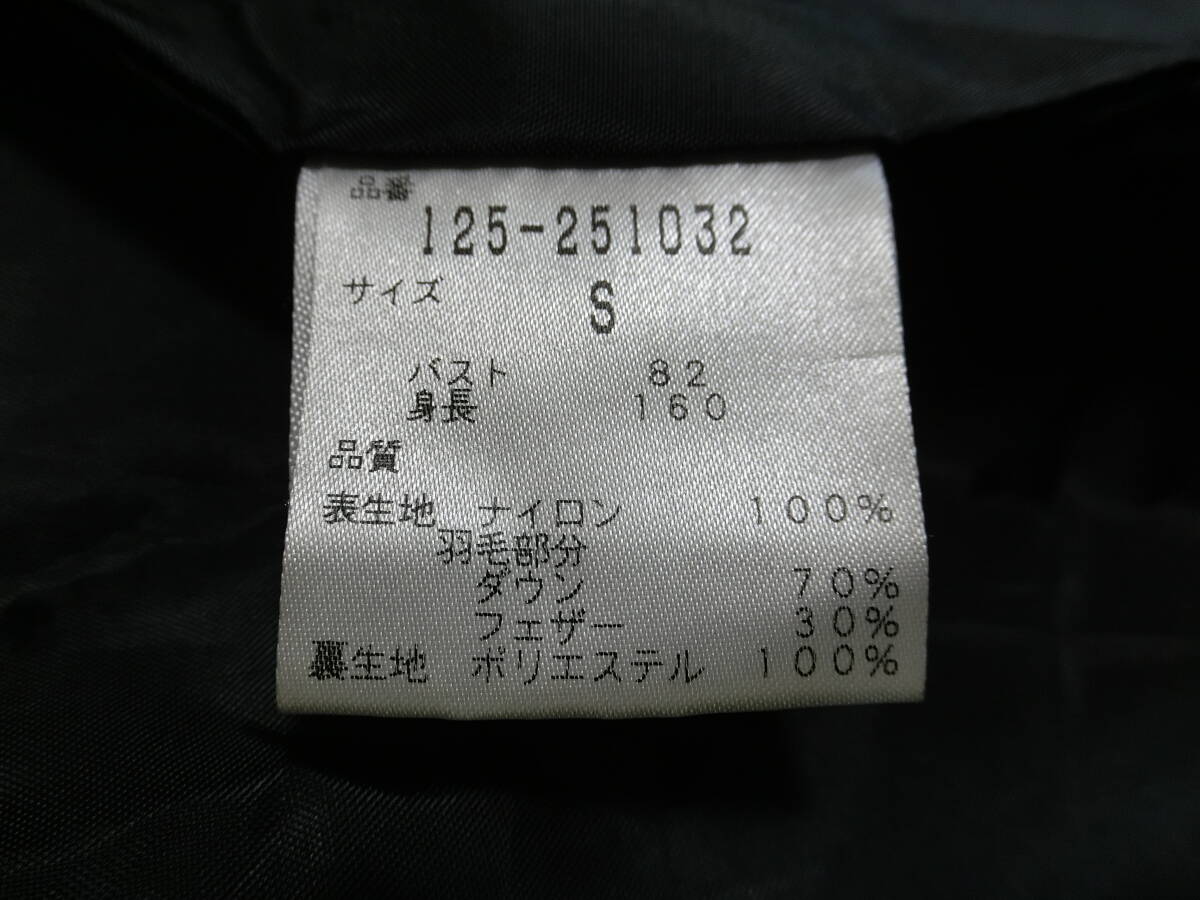 品番
125-251032
サイズ S
バスト 82
身長 160
品質
表生地 ナイロン 100%
羽毛部分
ダウン 70%
フェザー 30%
裏生地 ポリエステル 100%